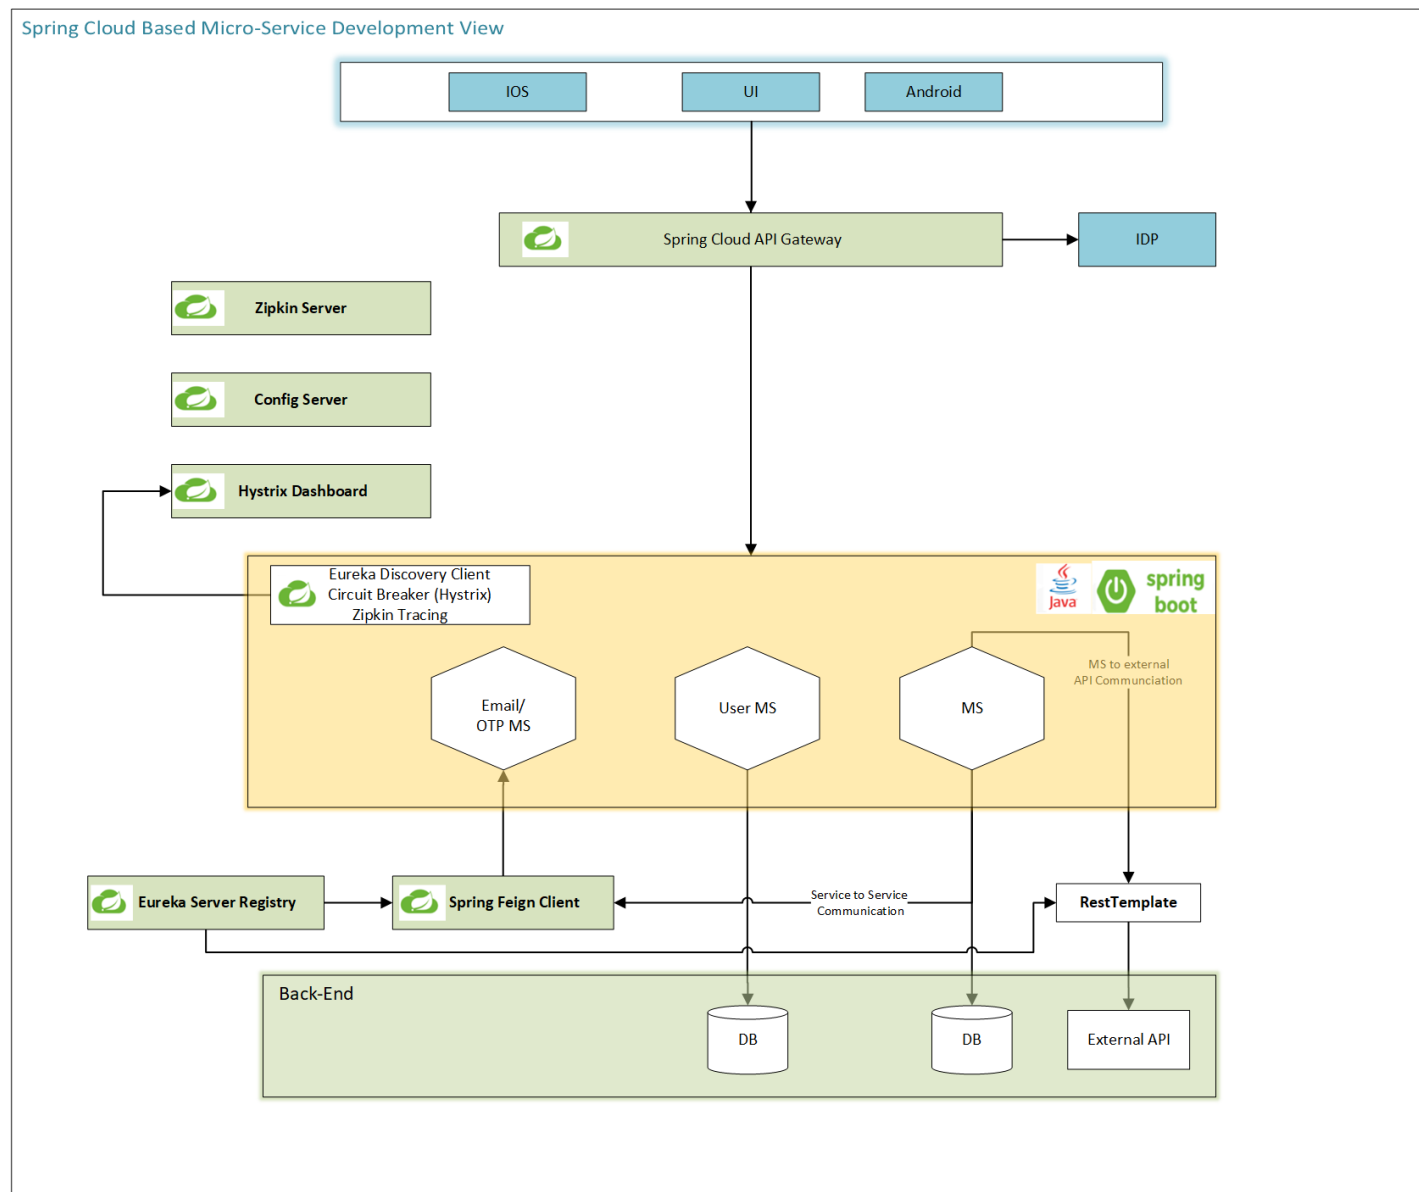 Spring Cloud Based Micro-Service Development View
IOS
UI
Android
Spring Cloud API Gateway
IDP
Zipkin Server
Config Server
Hystrix Dashboard
Eureka Discovery Client
Circuit Breaker (Hystrix)
Zipkin Tracing
Java
spring
boot
MS to external
API Communciation
Email/
OTP MS
User MS
MS
Eureka Server Registry
Spring Feign Client
Service to Service
Communication
RestTemplate
Back-End
DB
DB
External API